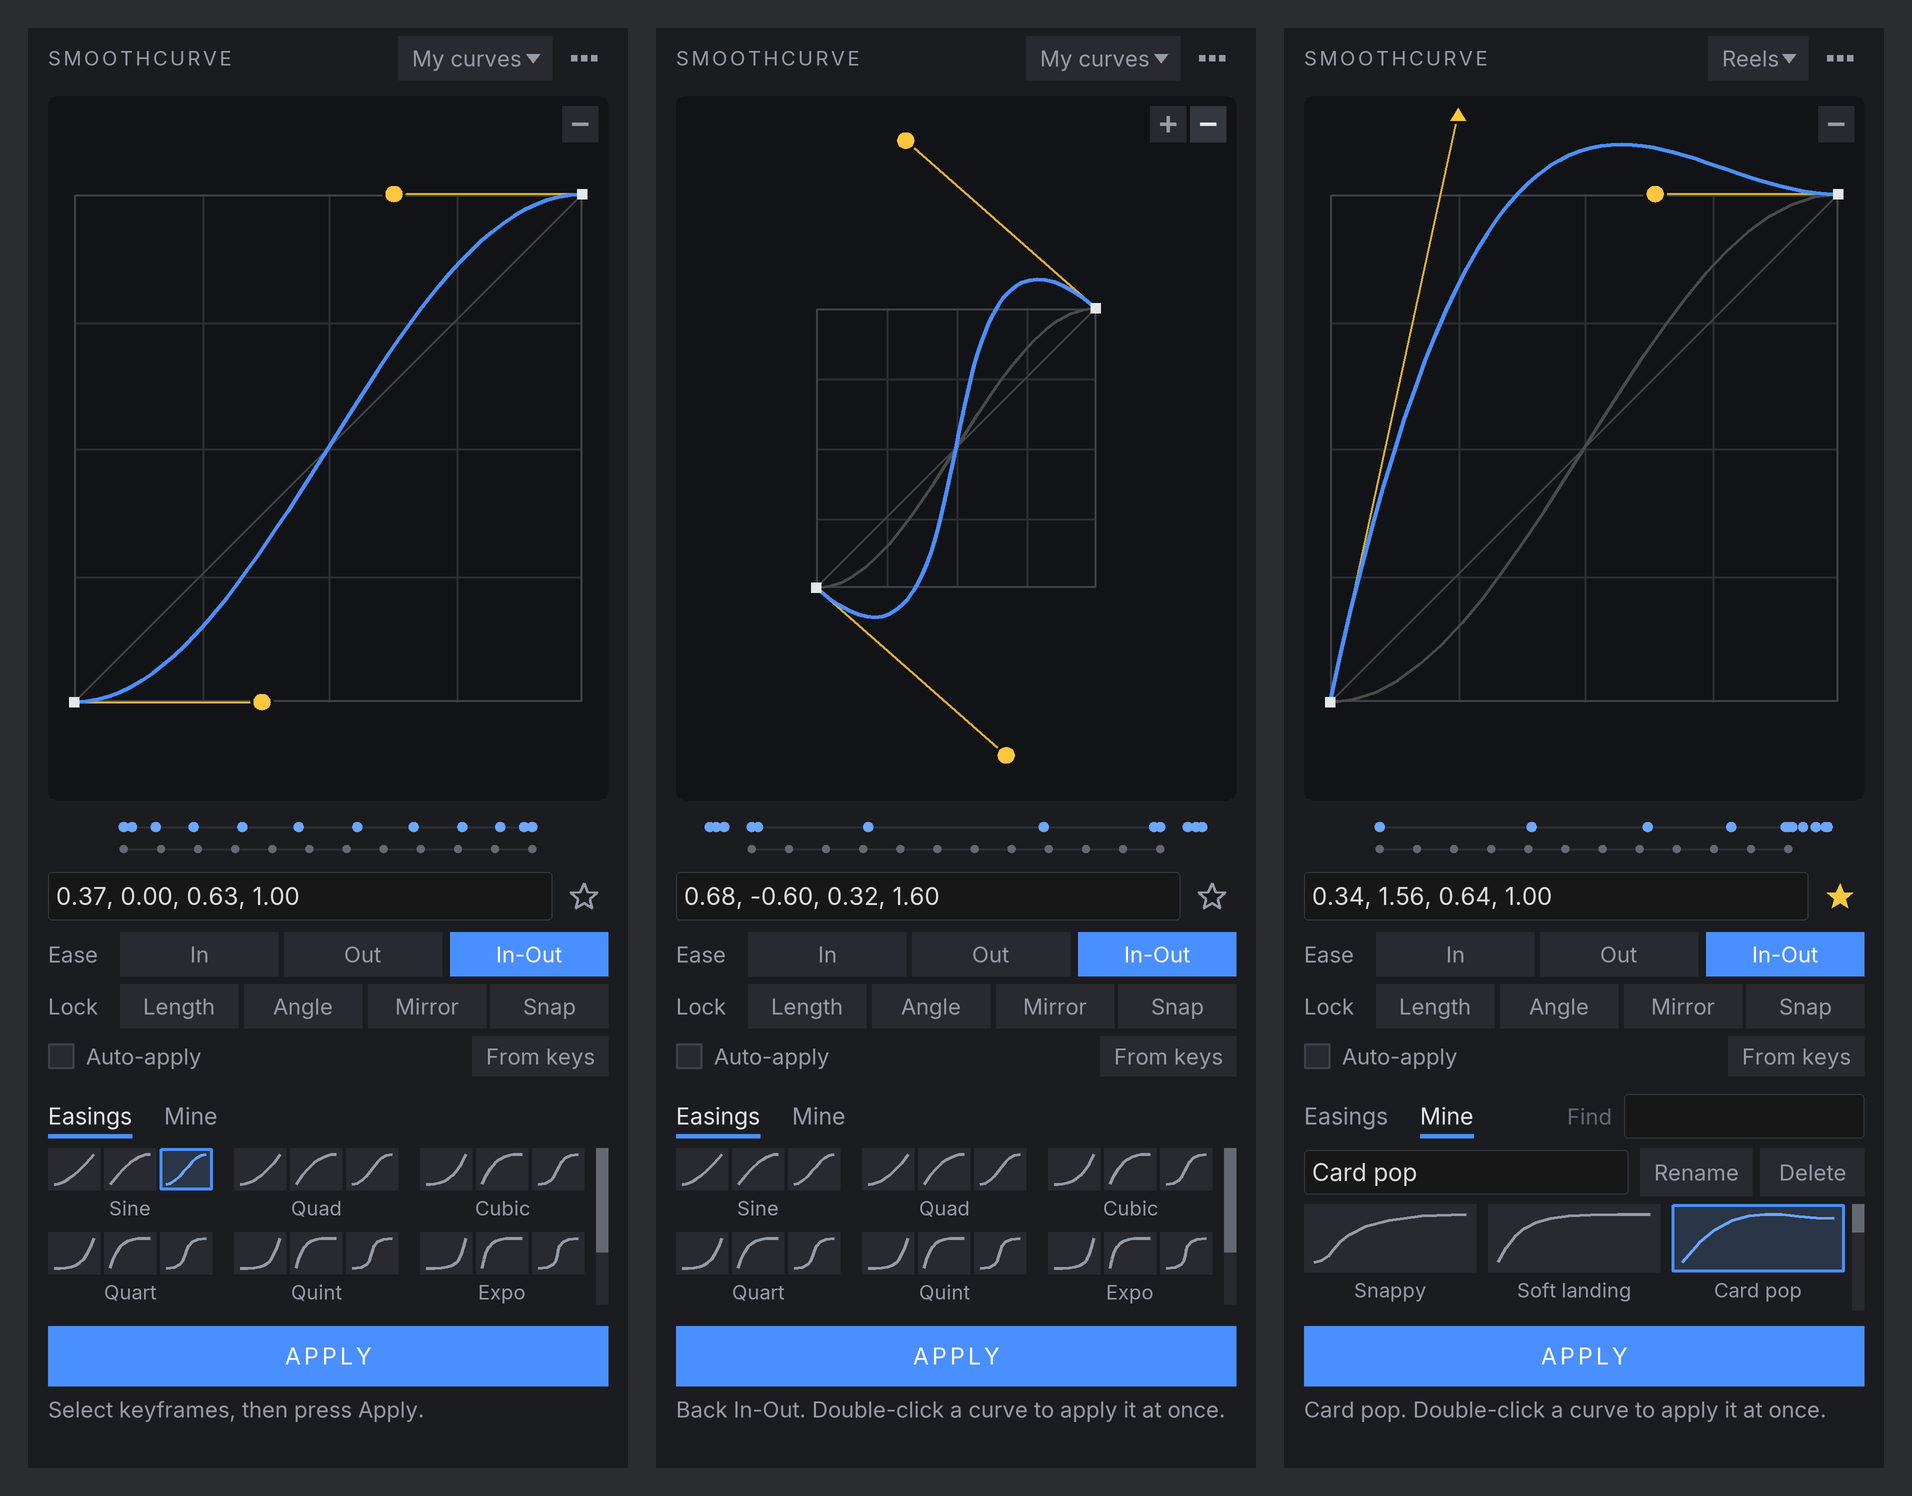 SMOOTHCURVE
My curves
0.37, 0.00, 0.63, 1.00
Ease
In
Out
In-Out
Lock
Length
Angle
Mirror
Snap
Auto-apply
From keys
Easings
Mine
Sine
Quad
Cubic
Quart
Quint
Expo
APPLY
Select keyframes, then press Apply.
SMOOTHCURVE
My curves
0.68, -0.60, 0.32, 1.60
Ease
In
Out
In-Out
Lock
Length
Angle
Mirror
Snap
Auto-apply
From keys
Easings
Mine
Sine
Quad
Cubic
Quart
Quint
Expo
APPLY
Back In-Out. Double-click a curve to apply it at once.
SMOOTHCURVE
Reels
0.34, 1.56, 0.64, 1.00
Ease
In
Out
In-Out
Lock
Length
Angle
Mirror
Snap
Auto-apply
From keys
Easings
Mine
Find
Card pop
Rename
Delete
Snappy
Soft landing
Card pop
APPLY
Card pop. Double-click a curve to apply it at once.